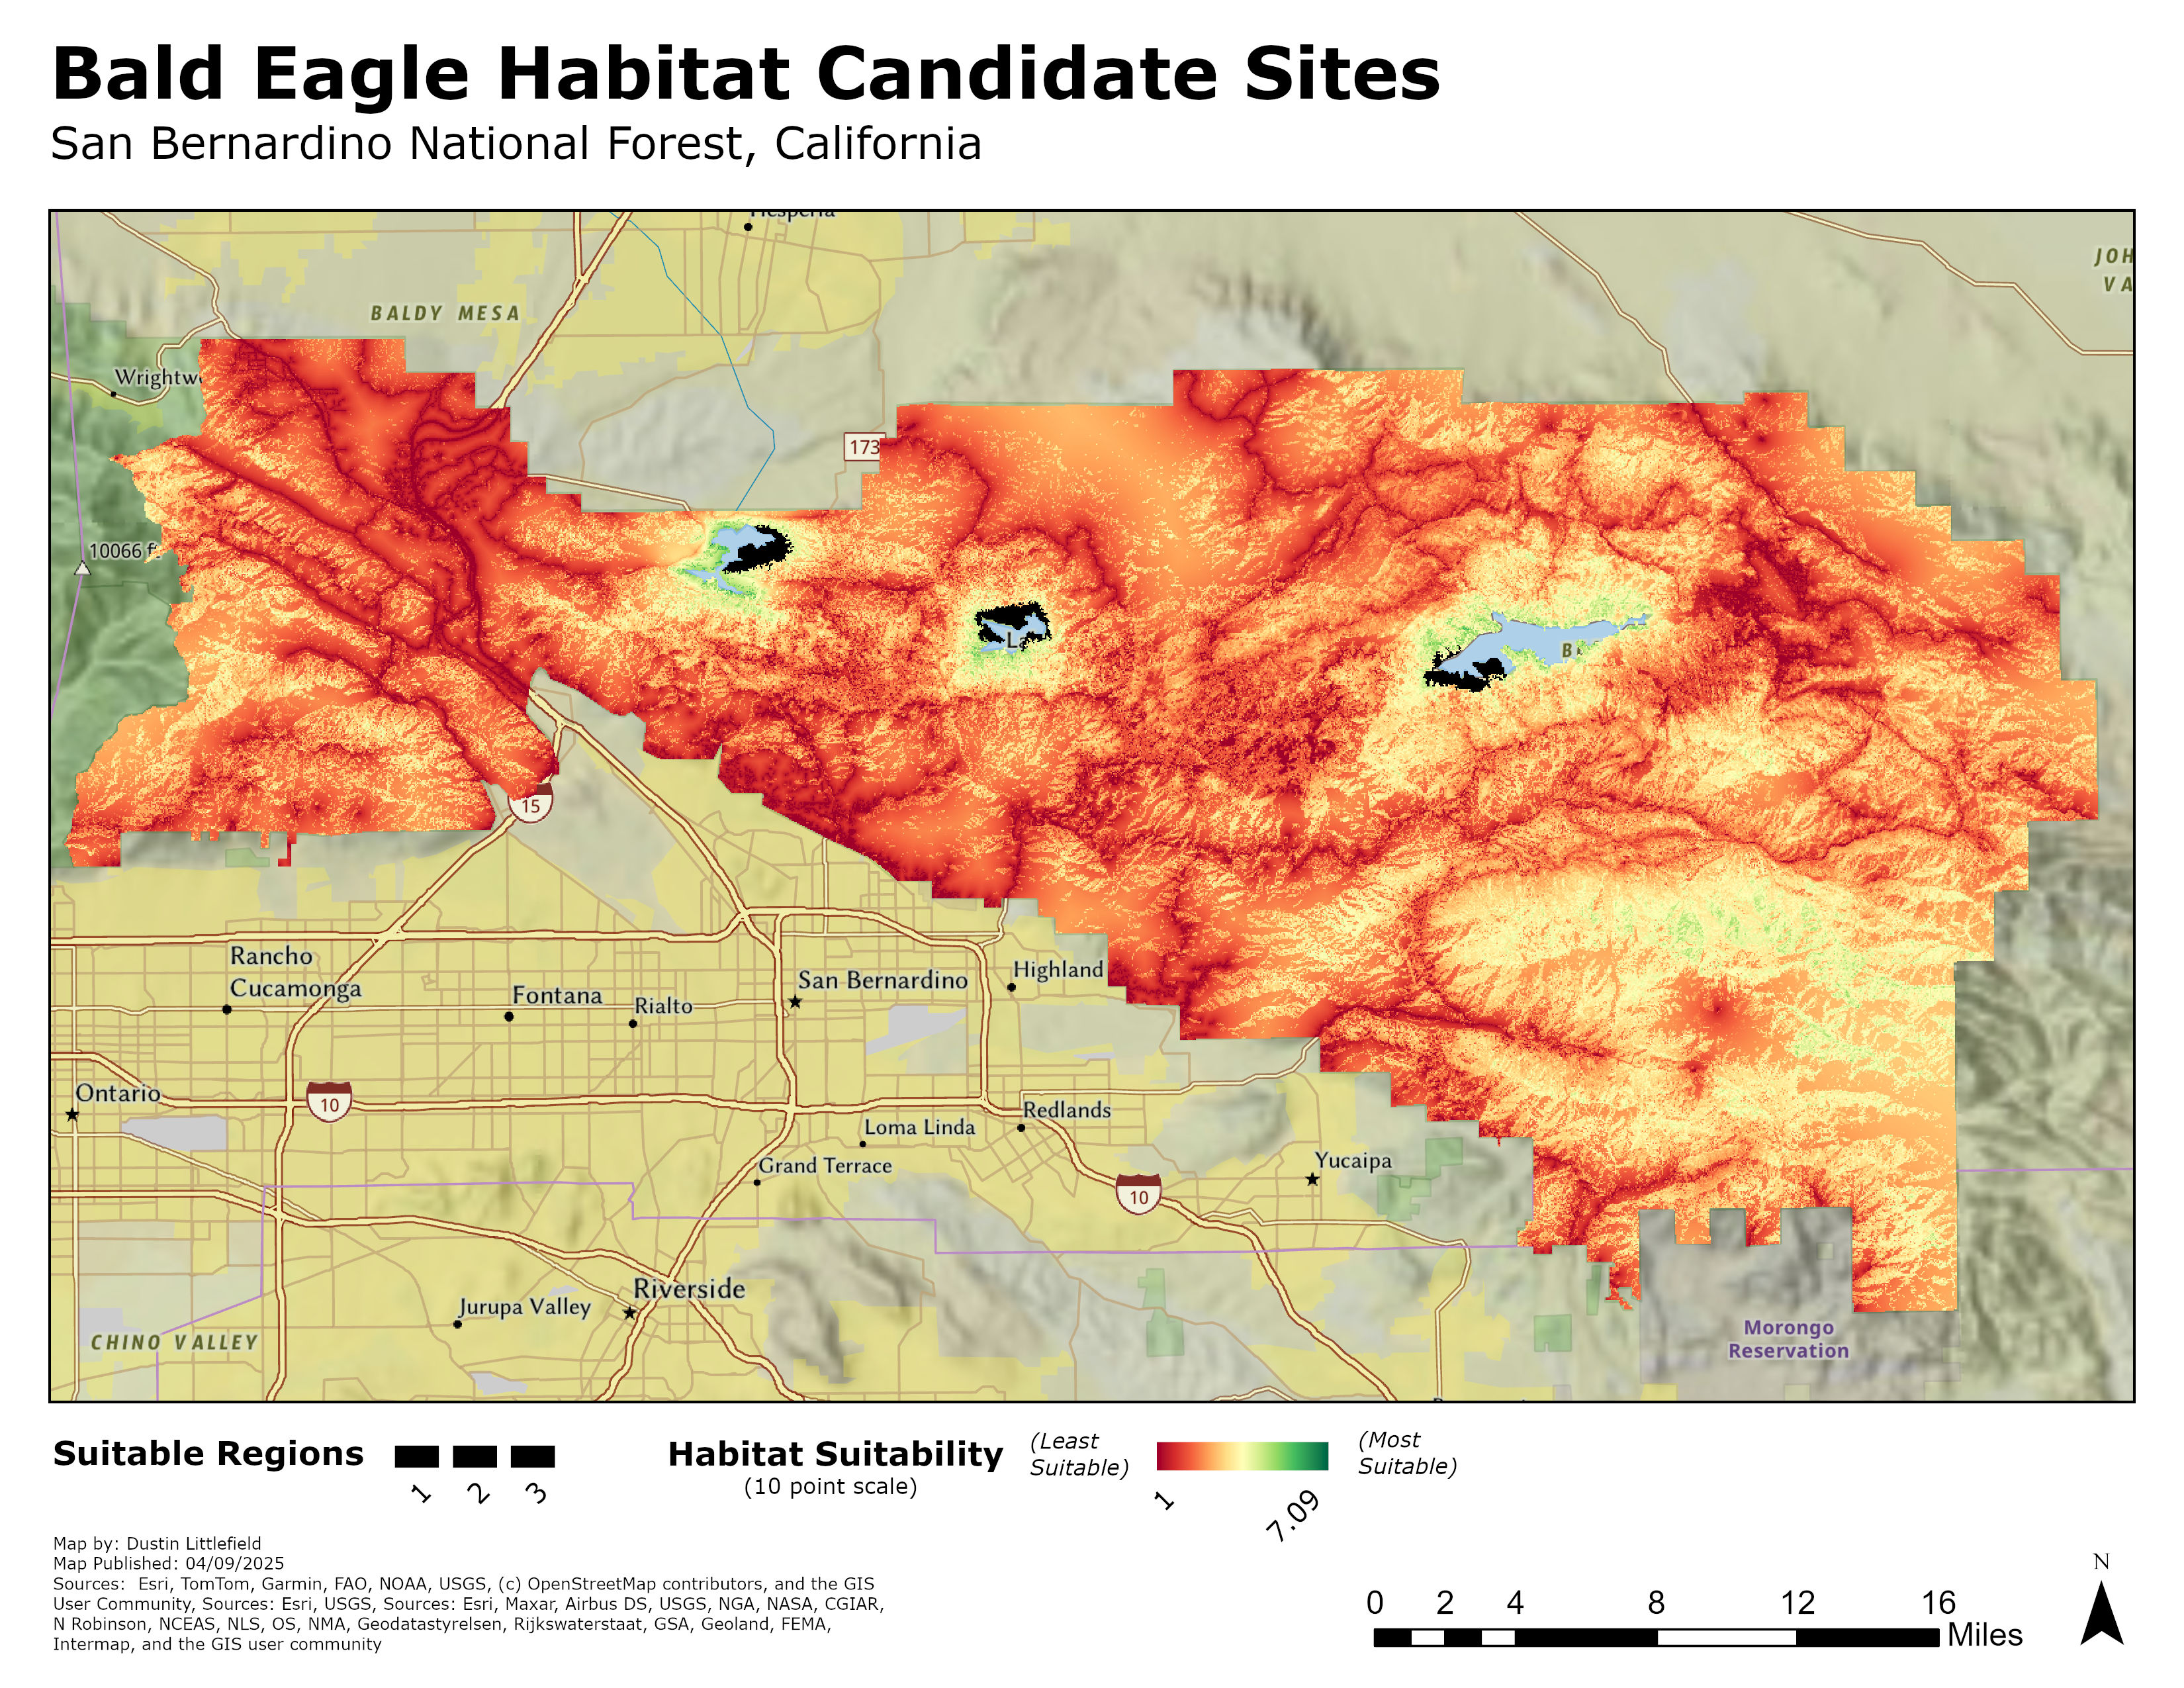 Bald Eagle Habitat Candidate Sites
San Bernardino National Forest, California
JOH
VA
BALDY MESA
Wrightw
173
10066 f
L
B
15
Rancho
Cucamonga
Fontana
Rialto
San Bernardino
Highland
Ontario
10
Loma Linda
Redlands
Grand Terrace
Yucaipa
10
Riverside
Jurupa Valley
CHINO VALLEY
Morongo
Reservation
Suitable Regions
1 2 3
Habitat Suitability
(10 point scale)
(Least
Suitable)
1
7.09
(Most
Suitable)
Map by: Dustin Littlefield
Map Published: 04/09/2025
Sources:  Esri, TomTom, Garmin, FAO, NOAA, USGS, (c) OpenStreetMap contributors, and the GIS
User Community, Sources: Esri, USGS, Sources: Esri, Maxar, Airbus DS, USGS, NGA, NASA, CGIAR,
N Robinson, NCEAS, NLS, OS, NMA, Geodatastyrelsen, Rijkswaterstaat, GSA, Geoland, FEMA,
Intermap, and the GIS user community
0 2 4 8 12 16
Miles
N